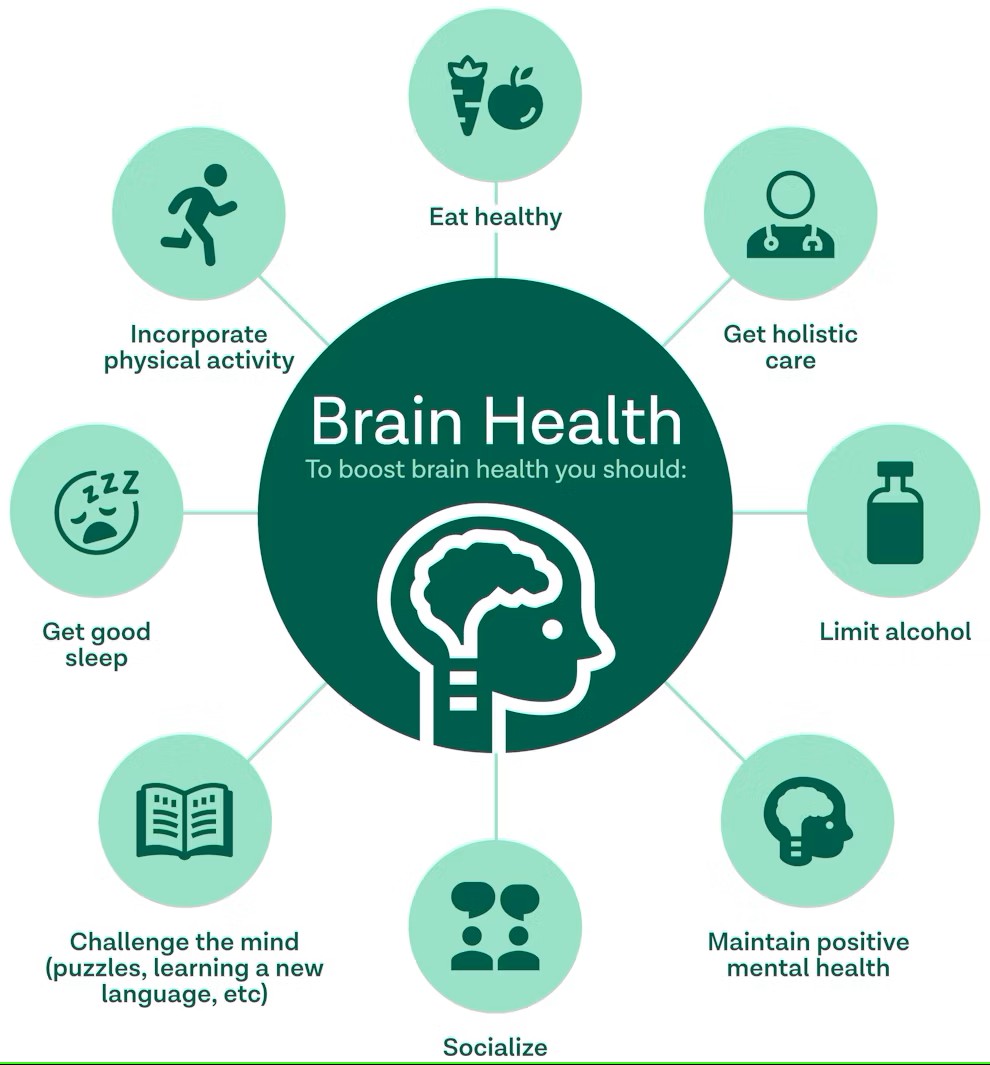 Eat healthy
Incorporate
physical activity
Get holistic
care
Brain Health
To boost brain health you should:
zzz
Get good
sleep
Limit alcohol
Challenge the mind
(puzzles, learning a new
language, etc)
Maintain positive
mental health
Socialize